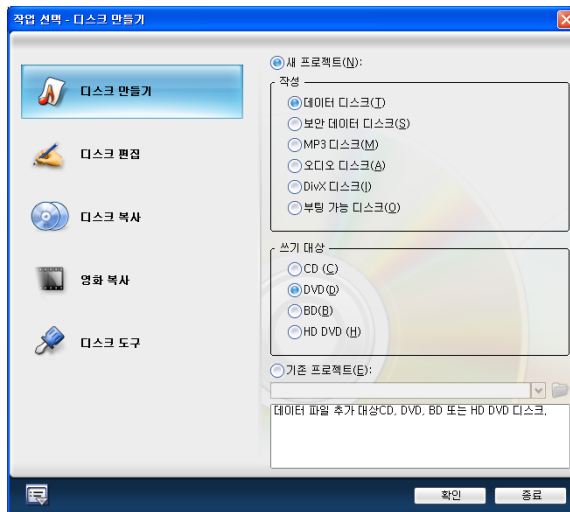 작업 선택 - 디스크 만들기
디스크 만들기
디스크 편집
디스크 복사
영화 복사
디스크 도구
새 프로젝트(N):
작성
데이터 디스크(T)
보안 데이터 디스크(S)
MP3 디스크(M)
오디오 디스크(A)
DivX 디스크(I)
부팅 가능 디스크(O)
쓰기 대상
CD (C)
DVD(D)
BD(B)
HD DVD (H)
기존 프로젝트(E):
데이터 파일 추가 대상CD, DVD, BD 또는 HD DVD 디스크.
확인
종료